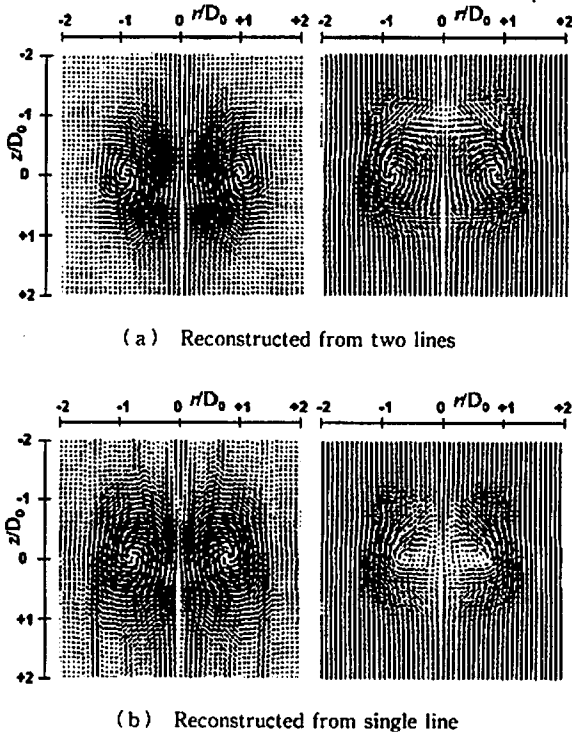 -2 -1 0 r/D₀ +1 +2 -2 -1 0 r/D₀ +1 +2
-2
-1
z/D₀
0
+1
+2
(a) Reconstructed from two lines
-2 -1 0 r/D₀ +1 +2 -2 -1 0 r/D₀ +1 +2
-2
-1
z/D₀
0
+1
+2
(b) Reconstructed from single line